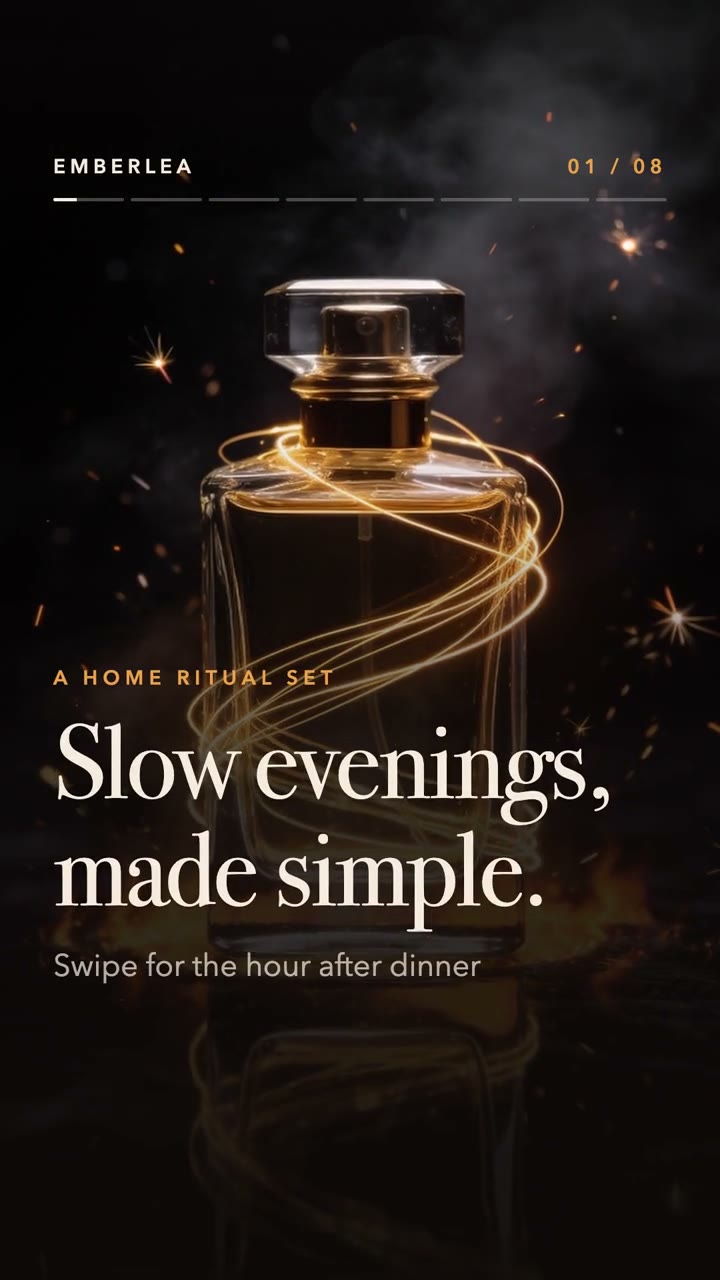 EMBERLEA
01 / 08
A HOME RITUAL SET
Slow evenings,
made simple.
Swipe for the hour after dinner